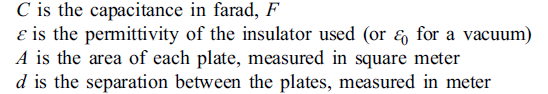 C is the capacitance in farad, F
ε is the permittivity of the insulator used (or ε₀ for a vacuum)
A is the area of each plate, measured in square meter
d is the separation between the plates, measured in meter